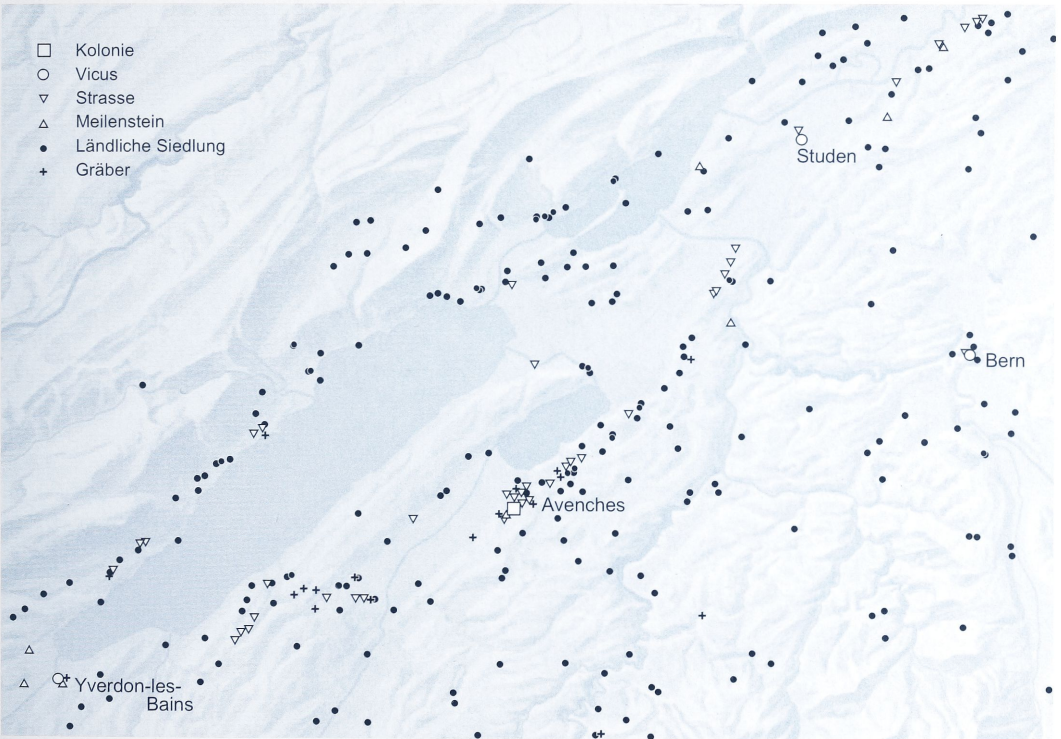 Kolonie
Vicus
Strasse
Meilenstein
Ländliche Siedlung
Gräber
Studen
Bern
Avenches
Yverdon-les-
Bains